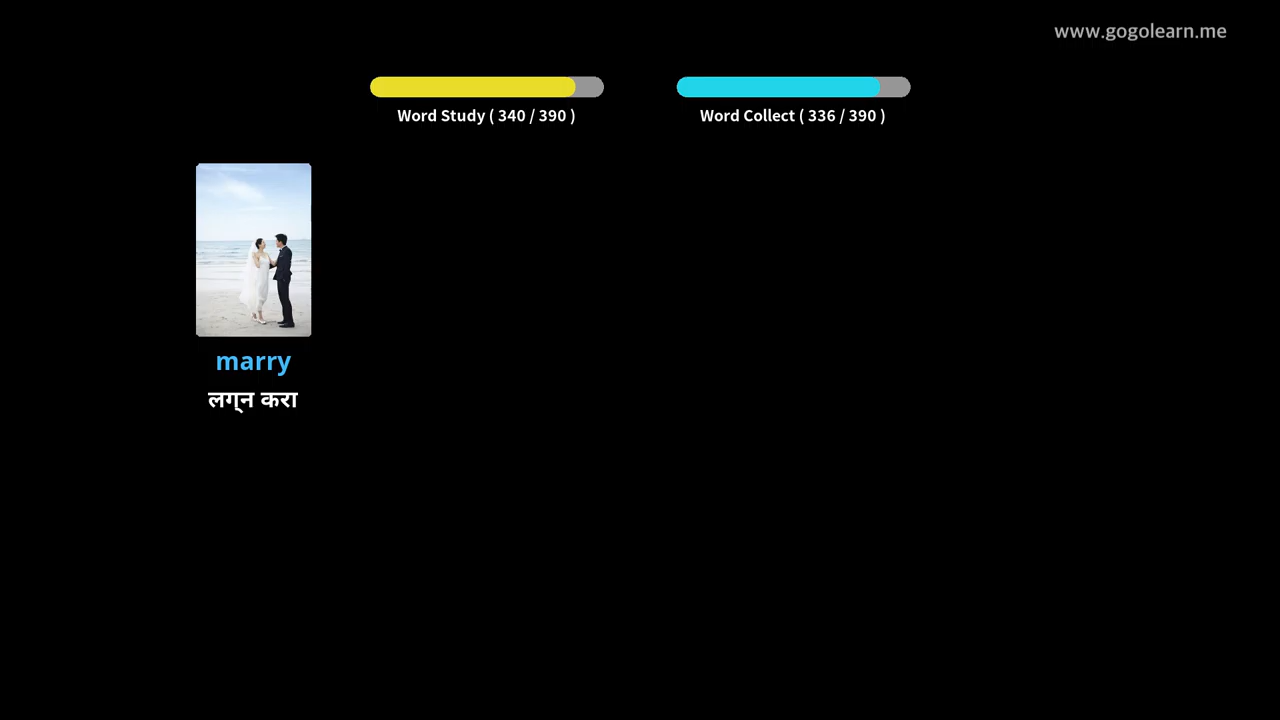 www.gogolearn.me
Word Study ( 340 / 390 )
Word Collect ( 336 / 390 )
marry
लग्न करा